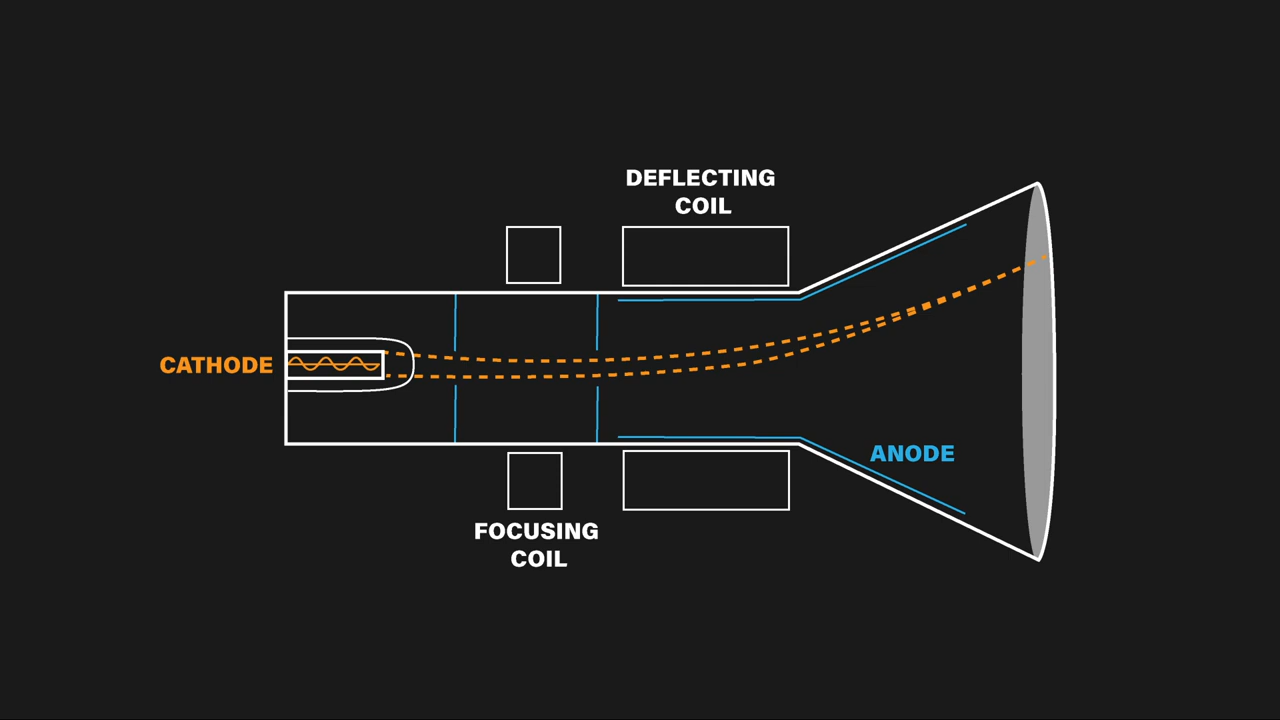 DEFLECTING
COIL
CATHODE
ANODE
FOCUSING
COIL